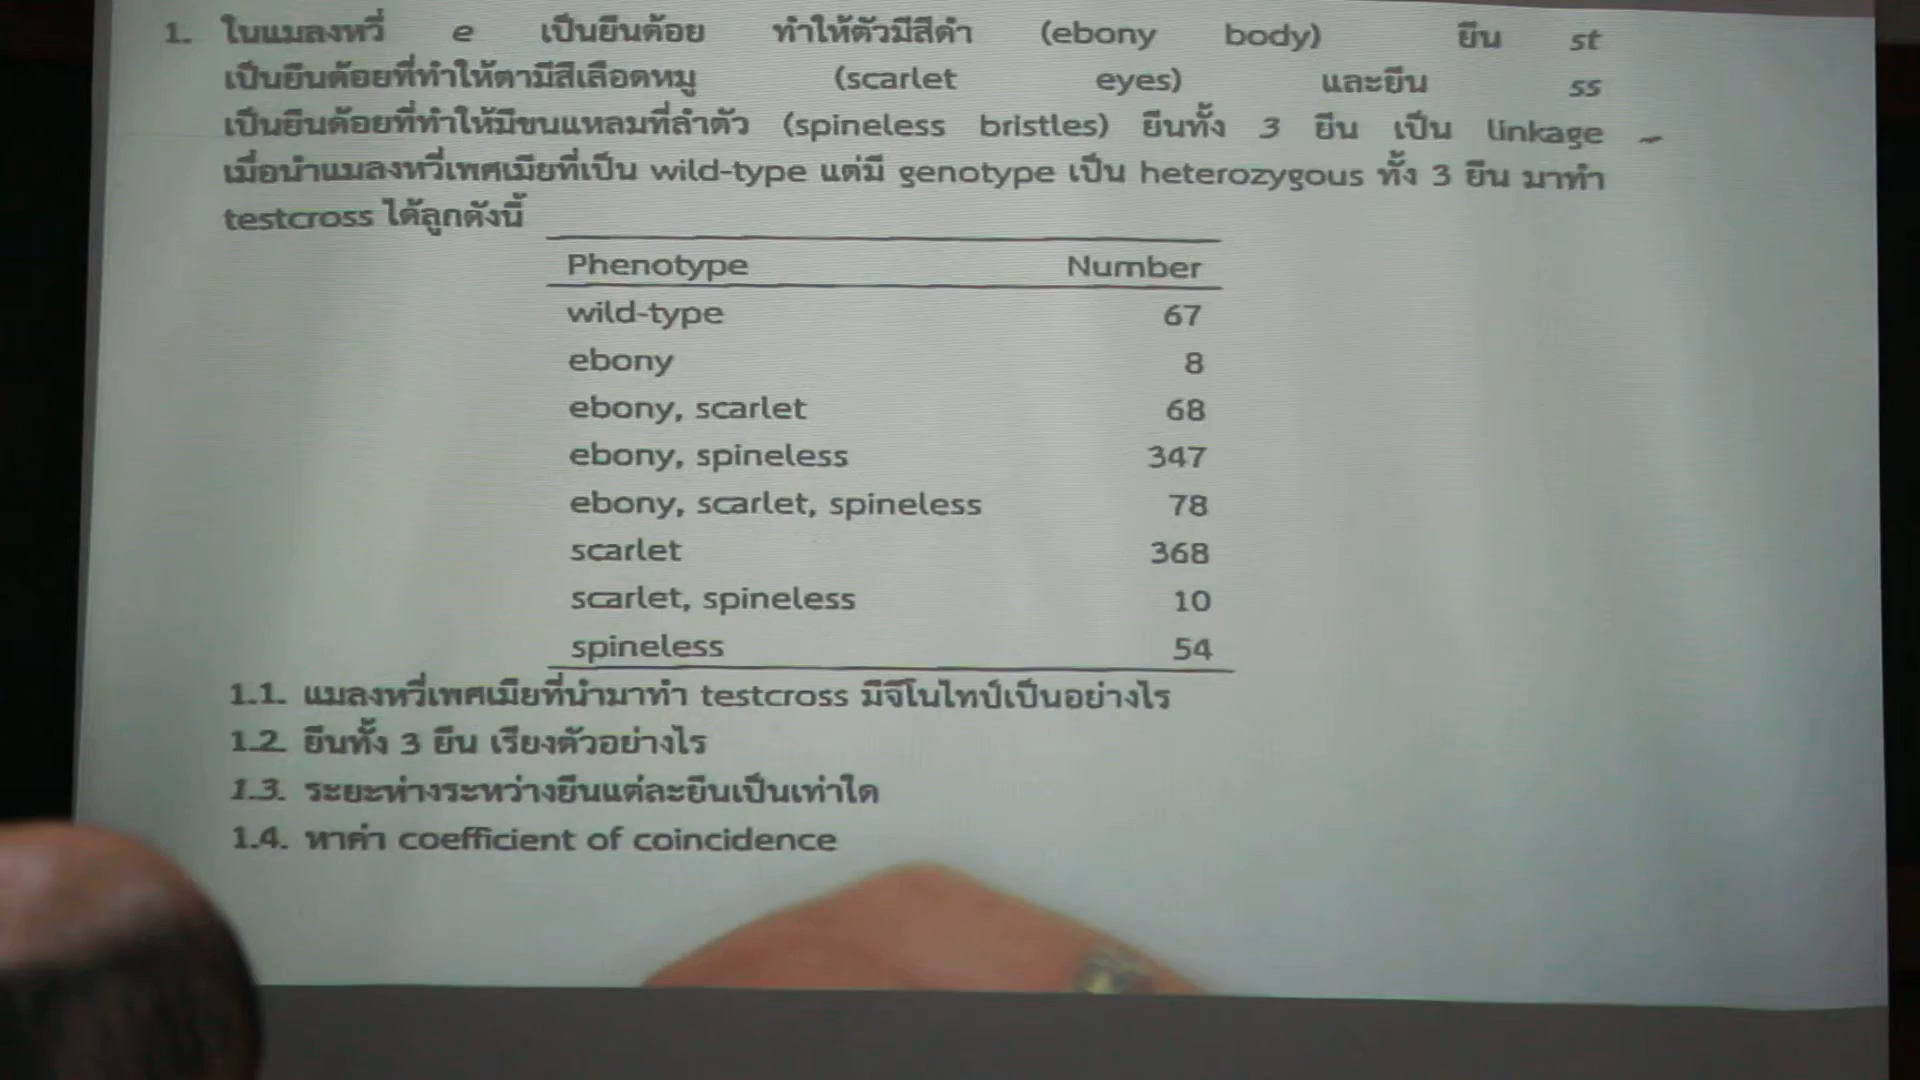 1. ในแมลงหวี่ e เป็นยีนด้อย ทำให้ตัวมีสีดำ (ebony body) ยีน st
เป็นยีนด้อยที่ทำให้ตามีสีเลือดหมู (scarlet eyes) และยีน ss
เป็นยีนด้อยที่ทำให้มีขนแหลมที่ลำตัว (spineless bristles) ยีนทั้ง 3 ยีน เป็น linkage
เมื่อนำแมลงหวี่เพศเมียที่เป็น wild-type แต่มี genotype เป็น heterozygous ทั้ง 3 ยีน มาทำ
testcross ได้ลูกดังนี้
Phenotype Number
wild-type 67
ebony 8
ebony, scarlet 68
ebony, spineless 347
ebony, scarlet, spineless 78
scarlet 368
scarlet, spineless 10
spineless 54
1.1. แมลงหวี่เพศเมียที่นำมาทำ testcross มีจีโนไทป์เป็นอย่างไร
1.2. ยีนทั้ง 3 ยีน เรียงตัวอย่างไร
1.3. ระยะห่างระหว่างยีนแต่ละยีนเป็นเท่าใด
1.4. หาค่า coefficient of coincidence